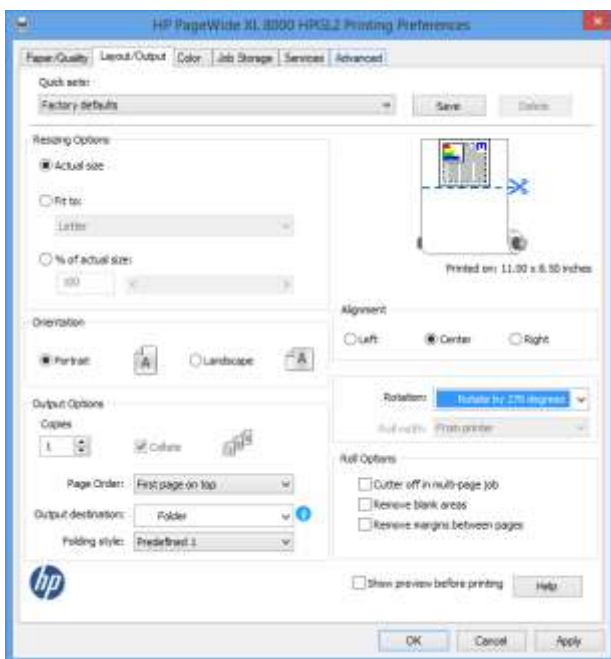 HP PageWide XL 8000 HPGL2 Printing Preferences
Paper/Quality Layout/Output Color Job Storage Services Advanced
Quick sets:
Factory defaults Save Delete
Resizing Options
Actual size
Fit to:
Letter
% of actual size:
100
Printed on: 11.00 x 8.50 inches
Alignment
Left Center Right
Orientation
Portrait A Landscape A
Rotation: Rotate by 270 degrees
Roll width: From printer
Output Options
Copies
1 Collate
Roll Options
Cutter off in multi-page job
Remove blank areas
Remove margins between pages
Page Order: First page on top
Output destination: Folder
Folding style: Predefined 1
hp
Show preview before printing Help
OK Cancel Apply